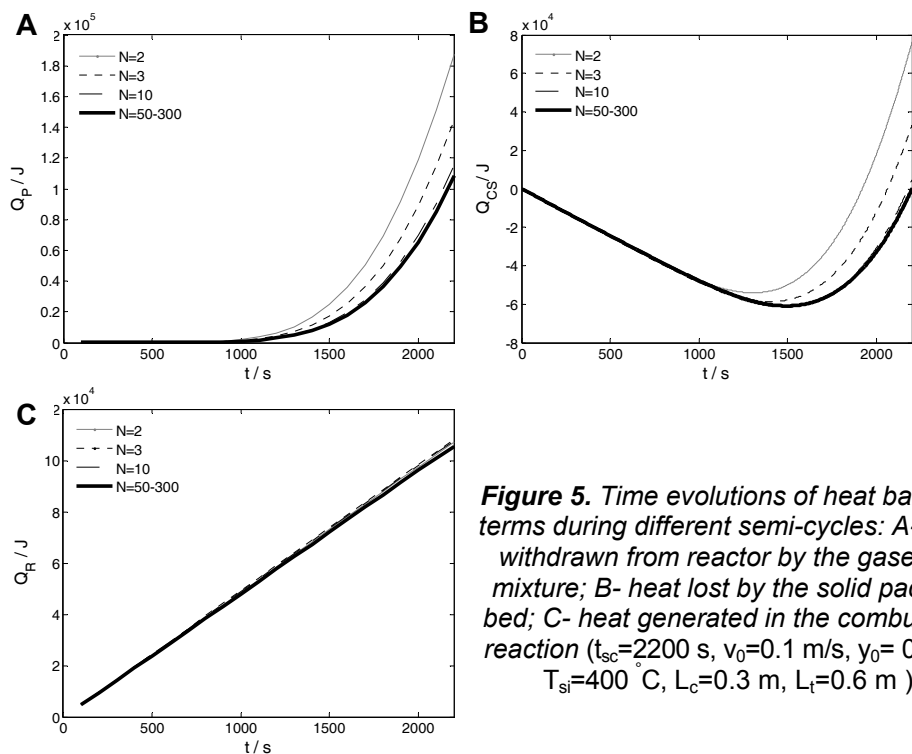 A
x 10^5
2
1.8
1.6
1.4
1.2
1
0.8
0.6
0.4
0.2
0
Q_P / J
N=2
N=3
N=10
N=50-300
0 500 1000 1500 2000
t / s
B
x 10^4
8
6
4
2
0
-2
-4
-6
-8
Q_CS / J
N=2
N=3
N=10
N=50-300
0 500 1000 1500 2000
t / s
C
x 10^4
2
10
8
6
4
2
0
Q_R / J
N=2
N=3
N=10
N=50-300
0 500 1000 1500 2000
t / s
Figure 5. Time evolutions of heat ba
terms during different semi-cycles: A-
withdrawn from reactor by the gase
mixture; B- heat lost by the solid pac
bed; C- heat generated in the combu
reaction (t_sc=2200 s, v_0=0.1 m/s, y_0= 0
T_si=400 °C, L_c=0.3 m, L_t=0.6 m )